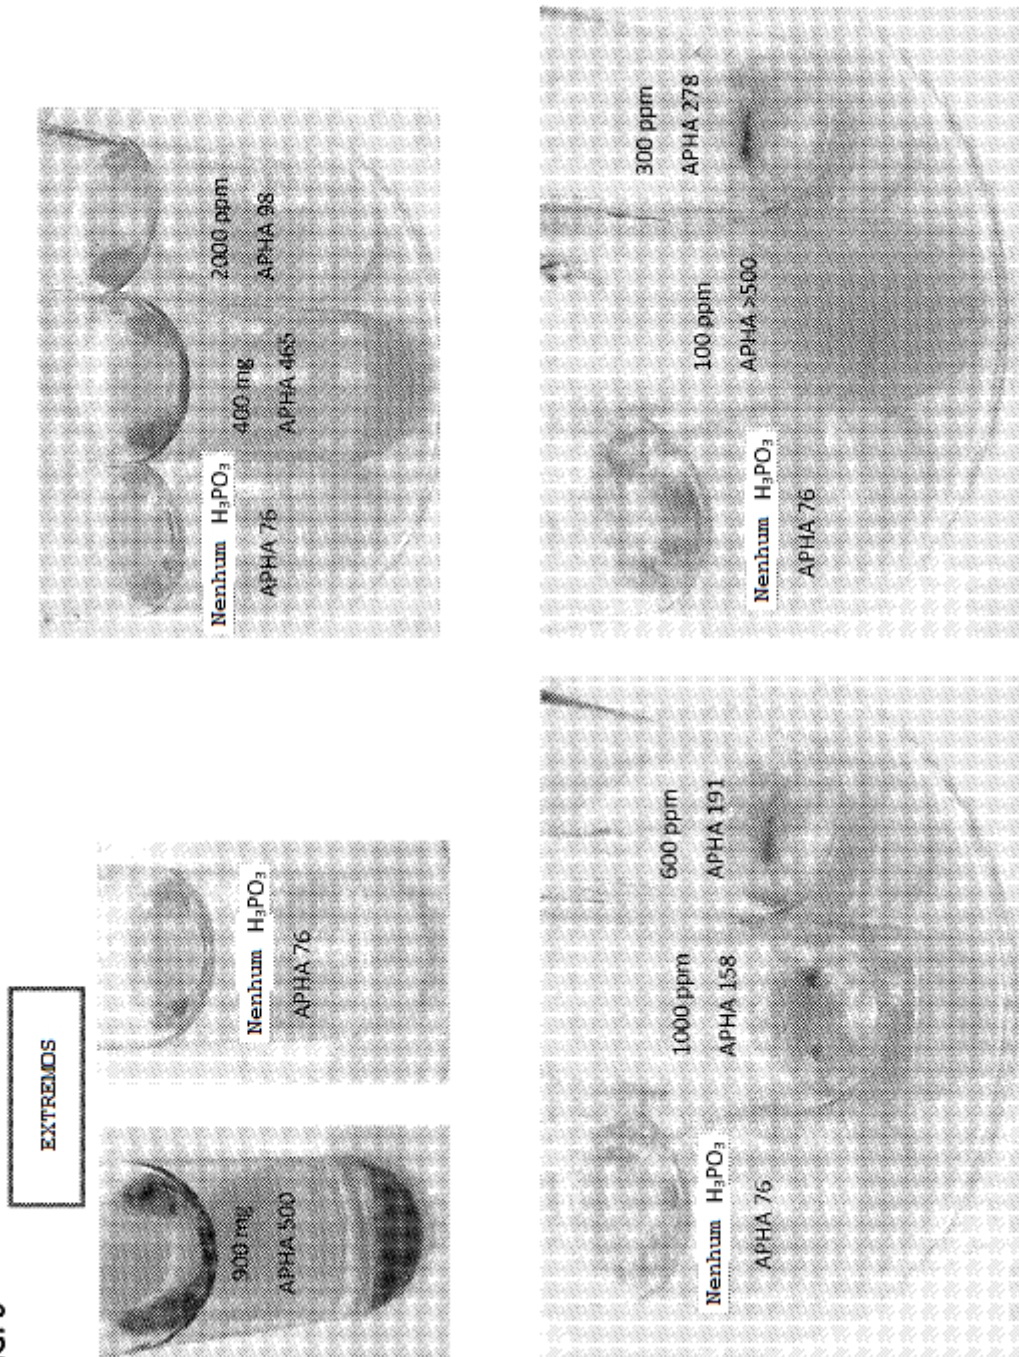 EXTREMOS
900 mg
APHA 500
Nenhum H₃PO₃
APHA 76
Nenhum H₃PO₃
APHA 76
400 mg
APHA 465
2000 ppm
APHA 98
Nenhum H₃PO₃
APHA 76
1000 ppm
APHA 158
600 ppm
APHA 191
Nenhum H₃PO₃
APHA 76
100 ppm
APHA >500
300 ppm
APHA 278